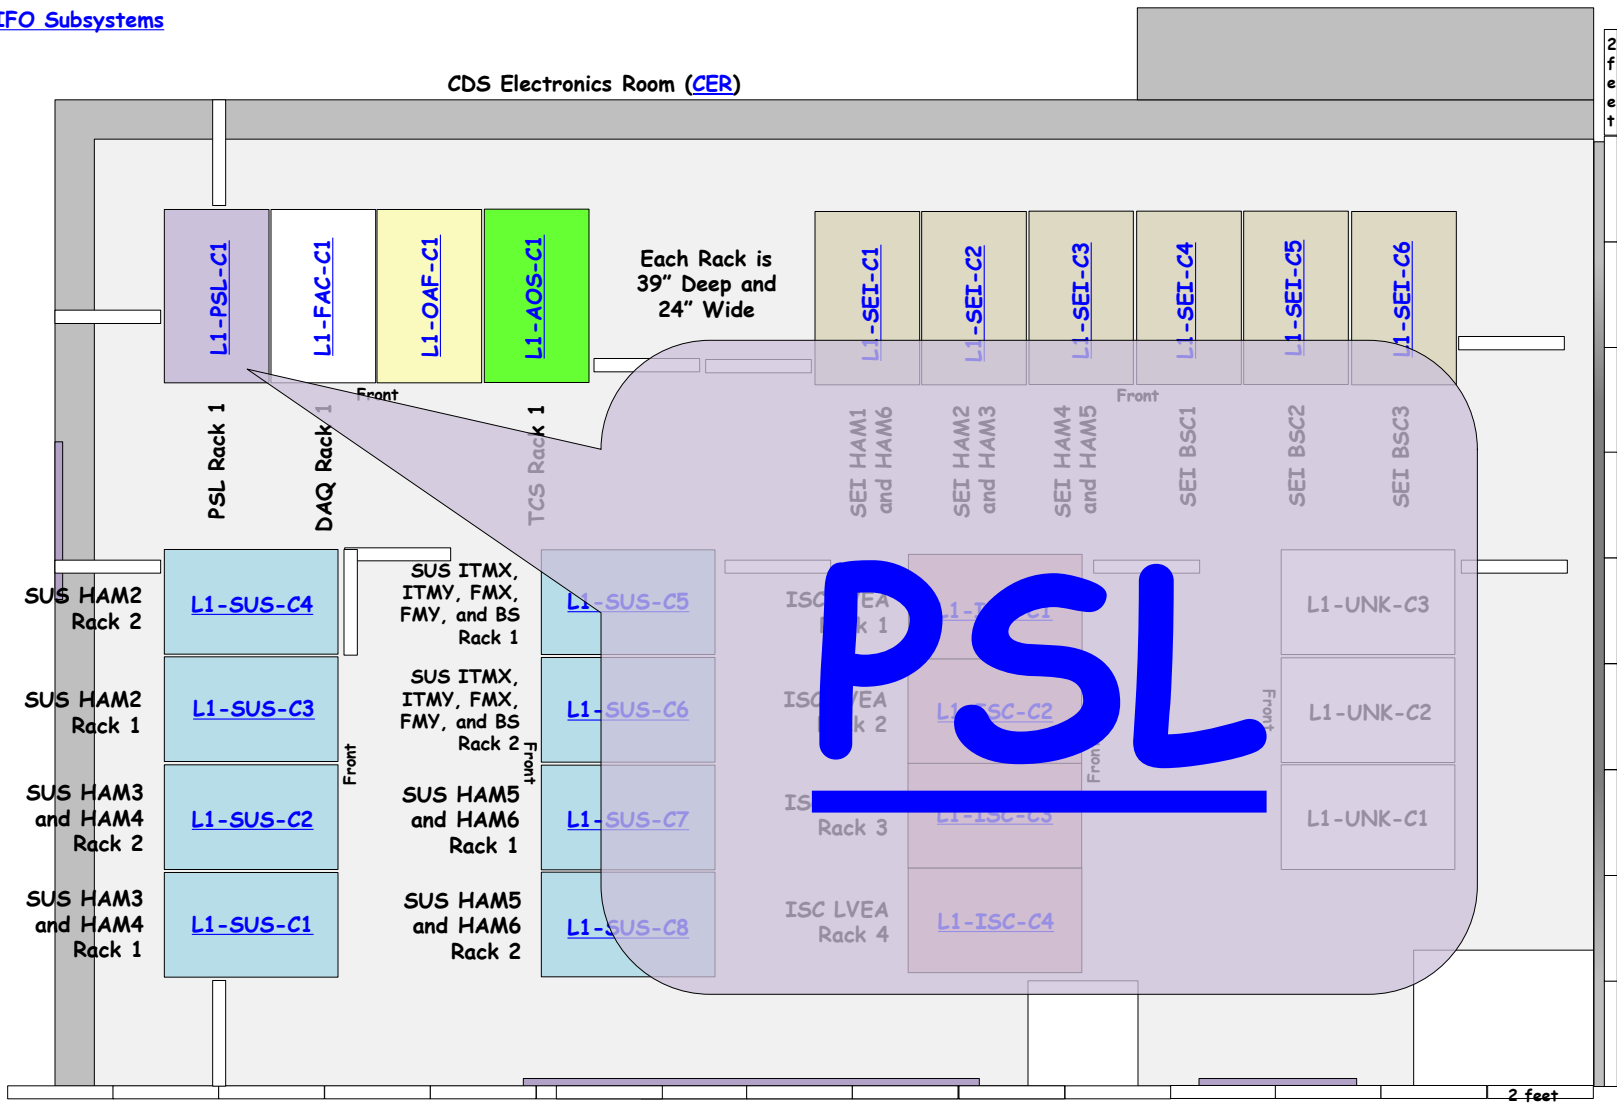 IFO Subsystems
2 feet
CDS Electronics Room (CER)
L1-PSL-C1
L1-FAC-C1
L1-OAF-C1
L1-AOS-C1
Each Rack is
39” Deep and
24” Wide
L1-SEI-C1
L1-SEI-C2
L1-SEI-C3
L1-SEI-C4
L1-SEI-C5
L1-SEI-C6
Front
Front
PSL Rack 1
DAQ Rack 1
TCS Rack 1
SEI HAM1
and HAM6
SEI HAM2
and HAM3
SEI HAM4
and HAM5
SEI BSC1
SEI BSC2
SEI BSC3
SUS HAM2
Rack 2
L1-SUS-C4
SUS ITMX,
ITMY, FMX,
FMY, and BS
Rack 1
L1-SUS-C5
L1-UNK-C3
SUS HAM2
Rack 1
L1-SUS-C3
SUS ITMX,
ITMY, FMX,
FMY, and BS
Rack 2
L1-SUS-C6
L1-ISC-C2
L1-UNK-C2
PSL
Front
Front
Front
Front
SUS HAM3
and HAM4
Rack 2
L1-SUS-C2
SUS HAM5
and HAM6
Rack 1
L1-SUS-C7
Rack 3
L1-ISC-C3
L1-UNK-C1
SUS HAM3
and HAM4
Rack 1
L1-SUS-C1
SUS HAM5
and HAM6
Rack 2
L1-SUS-C8
ISC LVEA
Rack 4
L1-ISC-C4
2 feet